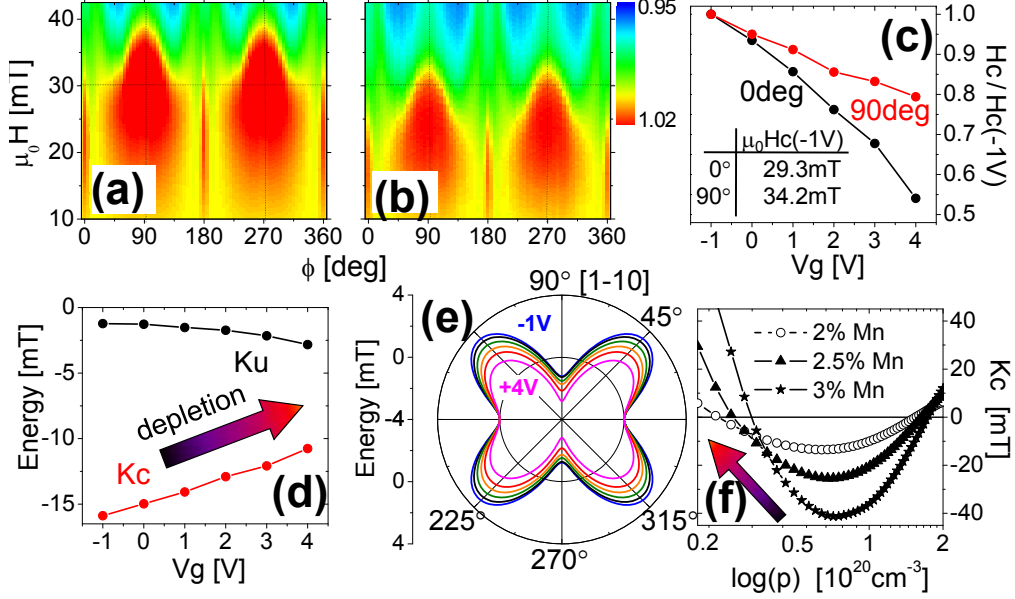 40
30
20
10
μ₀H [mT]
(a)
0 90 180 270 360
(b)
0 90 180 270 360
ϕ [deg]
0.95
1.02
(c)
0deg
90deg
μ₀Hc(-1V)
0° 29.3mT
90° 34.2mT
1.0
0.9
0.8
0.7
0.6
0.5
Hc / Hc(-1V)
-1 0 1 2 3 4
Vg [V]
0
-5
-10
-15
Energy [mT]
Ku
depletion
Kc
(d)
-1 0 1 2 3 4
Vg [V]
(e)
90° [1-10]
45°
-1V
+4V
4
0
-4
0
4
Energy [mT]
225°
270°
315°
(f)
2% Mn
2.5% Mn
3% Mn
40
20
0
-20
-40
Kc [mT]
0.2 0.5 1 2
log(p) [10²⁰cm⁻³]